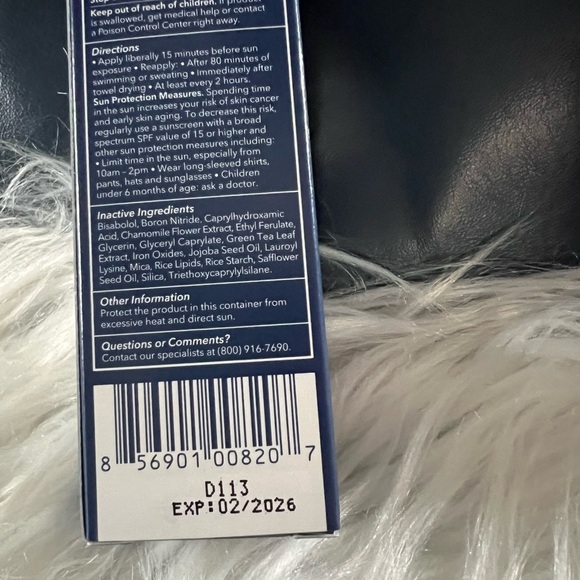 Keep out of reach of children. If product
is swallowed, get medical help or contact
a Poison Control Center right away.
Directions
• Apply liberally 15 minutes before sun
exposure • Reapply: • After 80 minutes of
swimming or sweating • Immediately after
towel drying • At least every 2 hours.
Sun Protection Measures. Spending time
in the sun increases your risk of skin cancer
and early skin aging. To decrease this risk,
regularly use a sunscreen with a broad
spectrum SPF value of 15 or higher and
other sun protection measures including:
• Limit time in the sun, especially from
10am - 2pm • Wear long-sleeved shirts,
pants, hats and sunglasses • Children
under 6 months of age: ask a doctor.
Inactive Ingredients
Bisabolol, Boron Nitride, Caprylhydroxamic
Acid, Chamomile Flower Extract, Ethyl Ferulate,
Glycerin, Glyceryl Caprylate, Green Tea Leaf
Extract, Iron Oxides, Jojoba Seed Oil, Lauroyl
Lysine, Mica, Rice Lipids, Rice Starch, Safflower
Seed Oil, Silica, Triethoxycaprylylsilane.
Other Information
Protect the product in this container from
excessive heat and direct sun.
Questions or Comments?
Contact our specialists at (800) 916-7690.
8 56901 00820 7
D113
EXP:02/2026